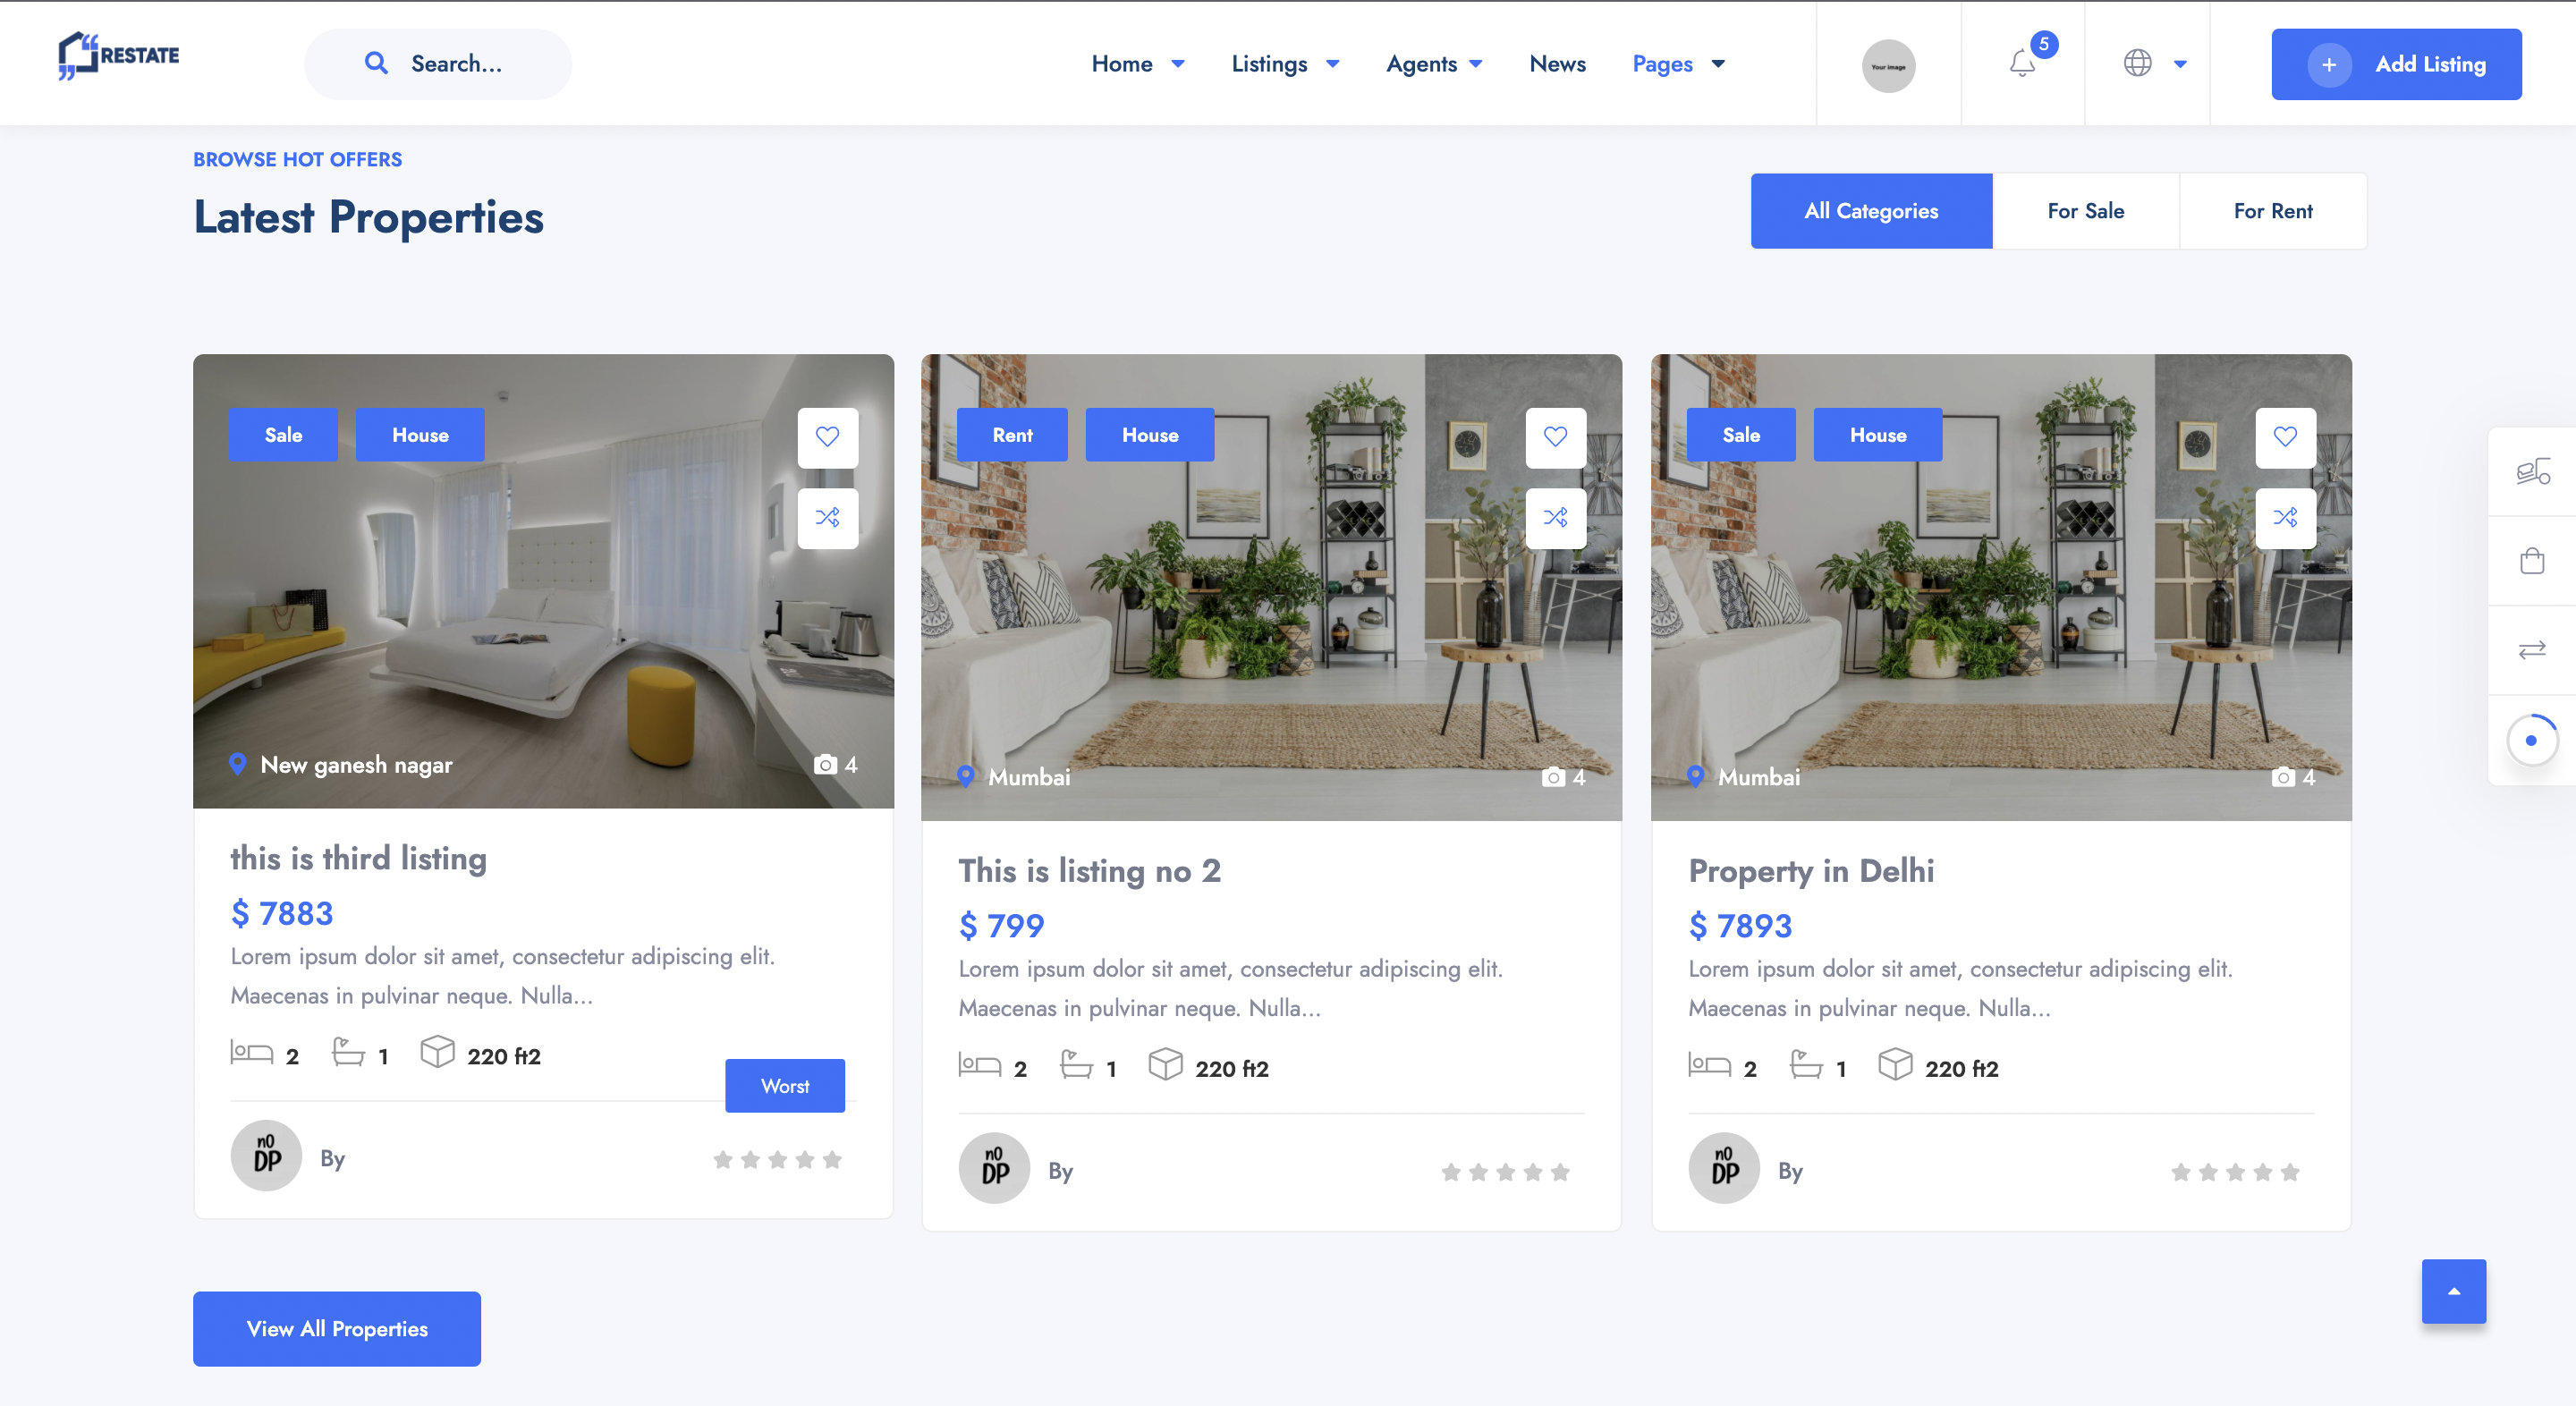 RESTATE
Search...
Home
Listings
Agents
News
Pages
Your image
5
+
Add Listing
BROWSE HOT OFFERS
Latest Properties
All Categories
For Sale
For Rent
Sale
House
New ganesh nagar
4
this is third listing
$ 7883
Lorem ipsum dolor sit amet, consectetur adipiscing elit.
Maecenas in pulvinar neque. Nulla...
2
1
220 ft2
Worst
n0
DP
By
Rent
House
Mumbai
4
This is listing no 2
$ 799
Lorem ipsum dolor sit amet, consectetur adipiscing elit.
Maecenas in pulvinar neque. Nulla...
2
1
220 ft2
n0
DP
By
Sale
House
Mumbai
4
Property in Delhi
$ 7893
Lorem ipsum dolor sit amet, consectetur adipiscing elit.
Maecenas in pulvinar neque. Nulla...
2
1
220 ft2
n0
DP
By
View All Properties